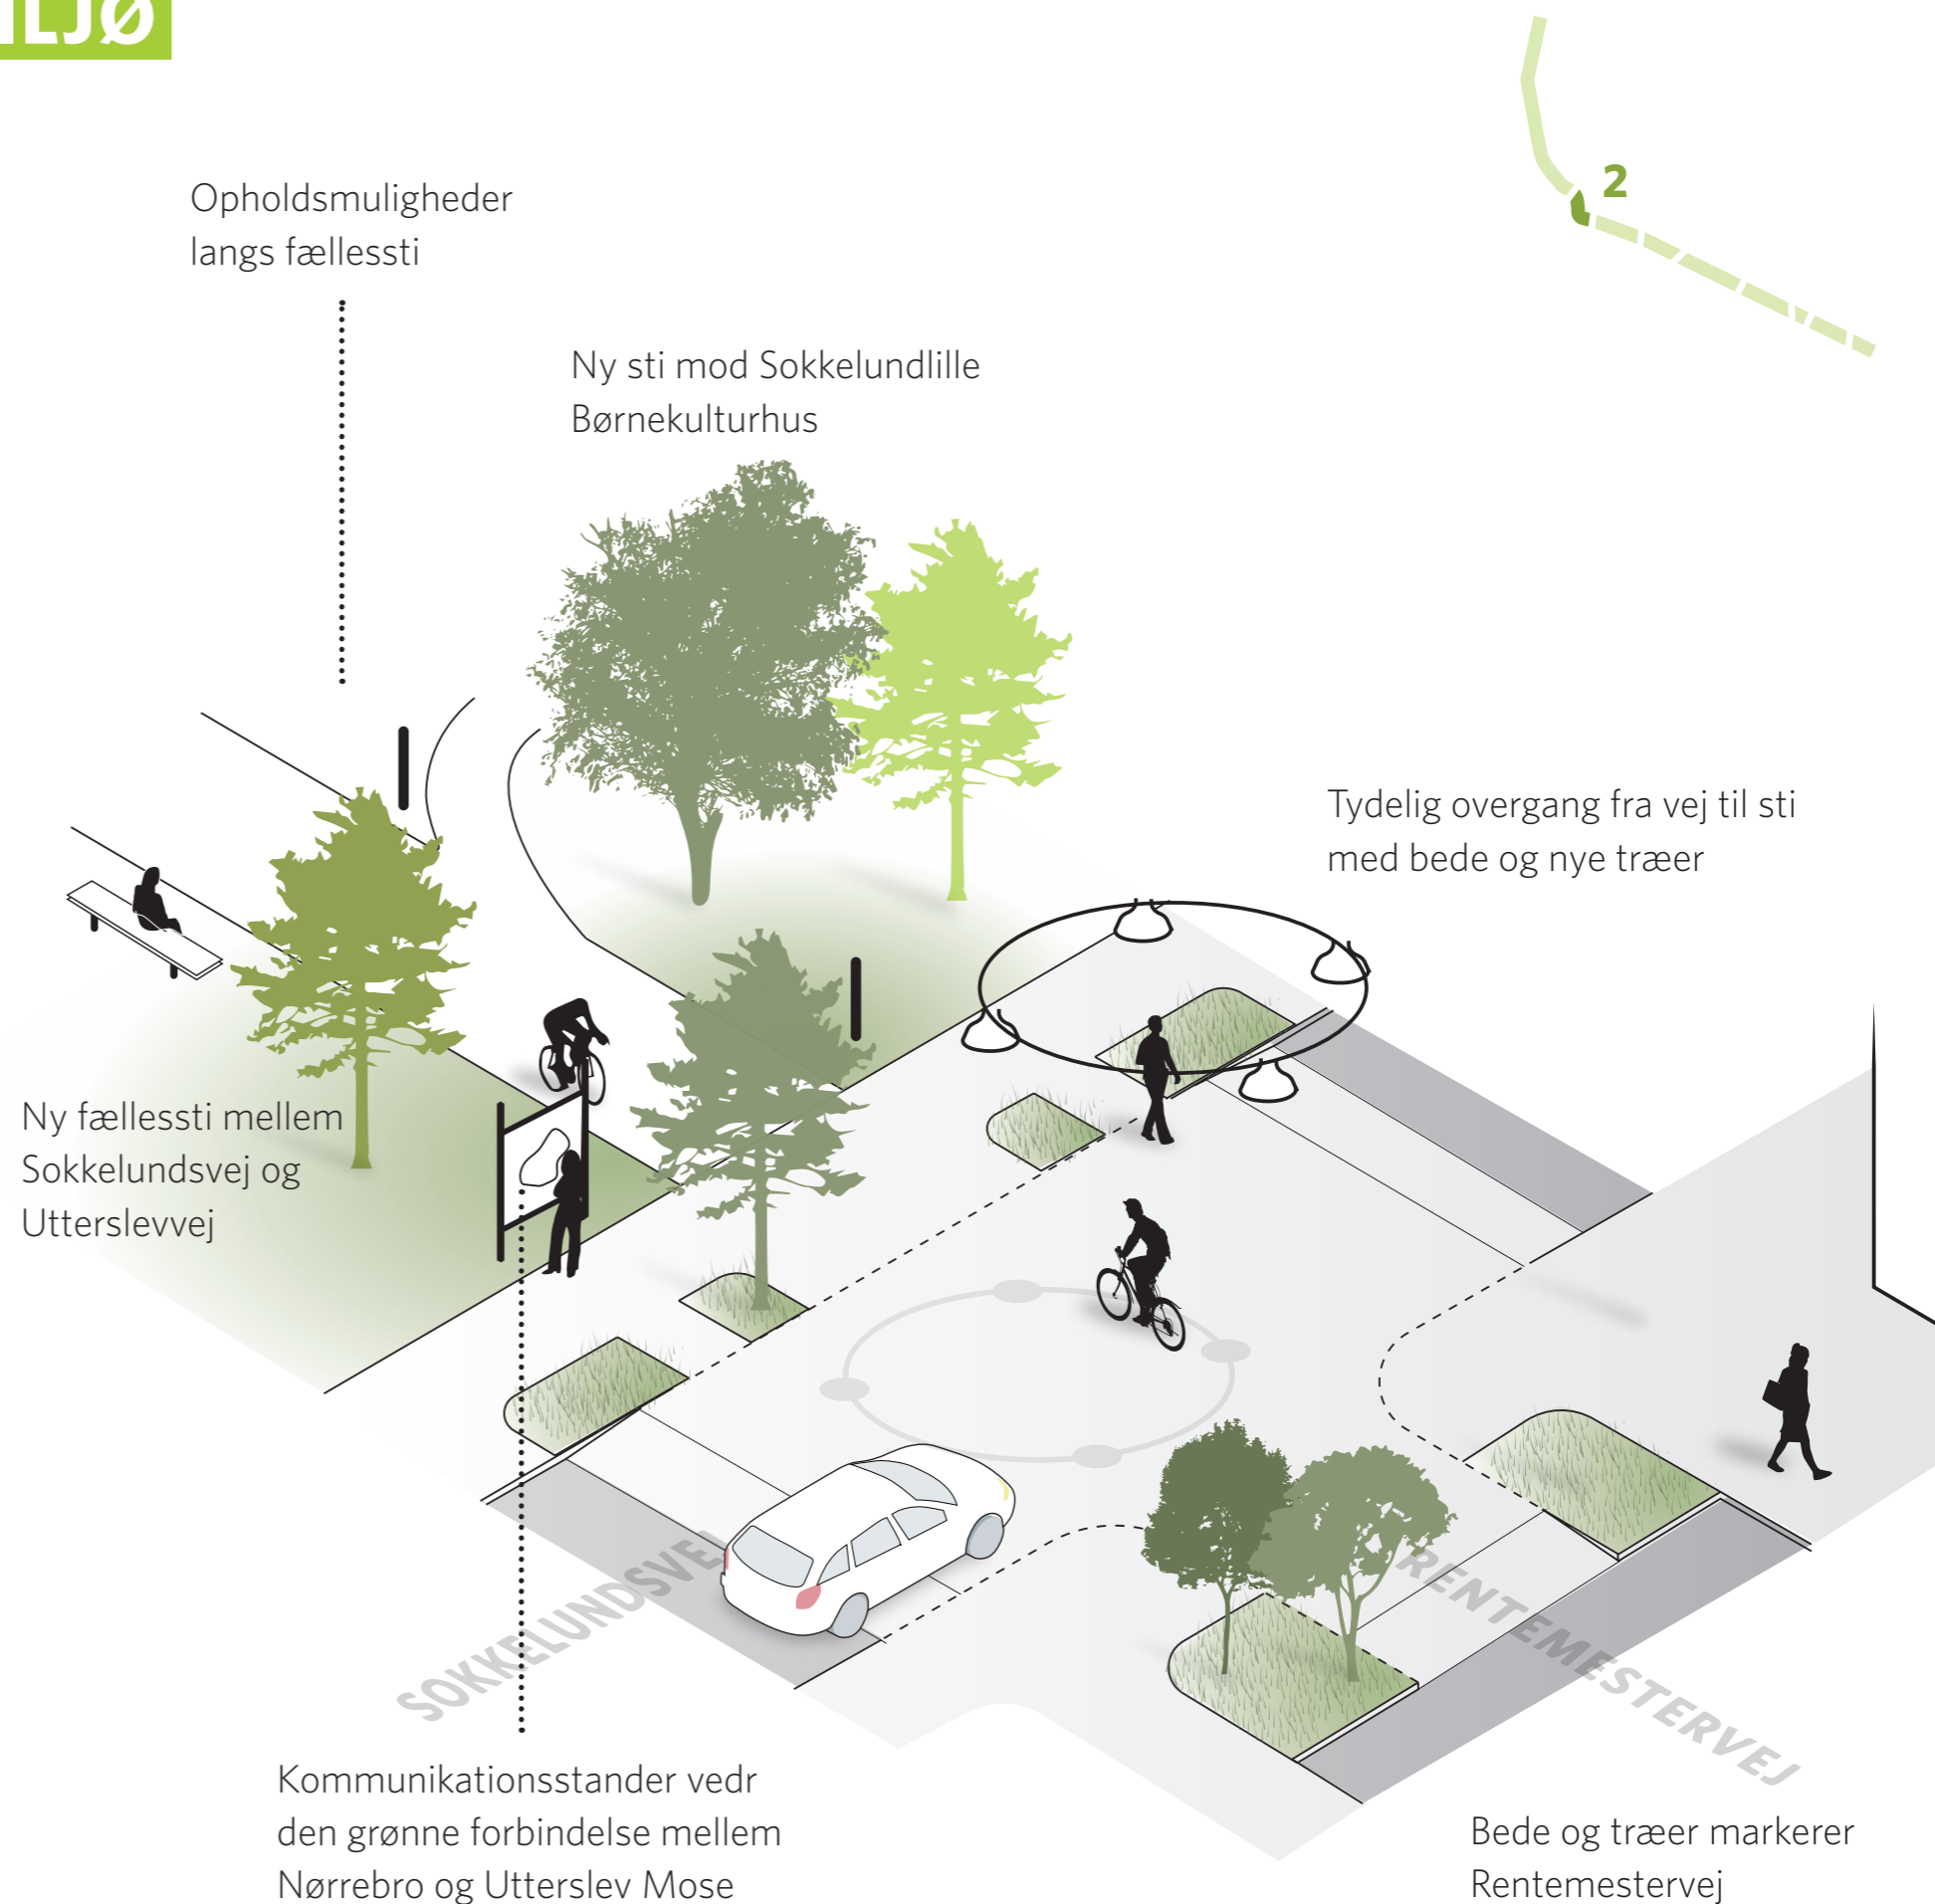 ILJØ
2
Opholdsmuligheder
langs fællessti
Ny sti mod Sokkelundlille
Børnekulturhus
Tydelig overgang fra vej til sti
med bede og nye træer
Ny fællessti mellem
Sokkelundsvej og
Utterslevvej
SOKKELUNDSVE
RENTEMESTERVEJ
Kommunikationsstander vedr
den grønne forbindelse mellem
Nørrebro og Utterslev Mose
Bede og træer markerer
Rentemestervej